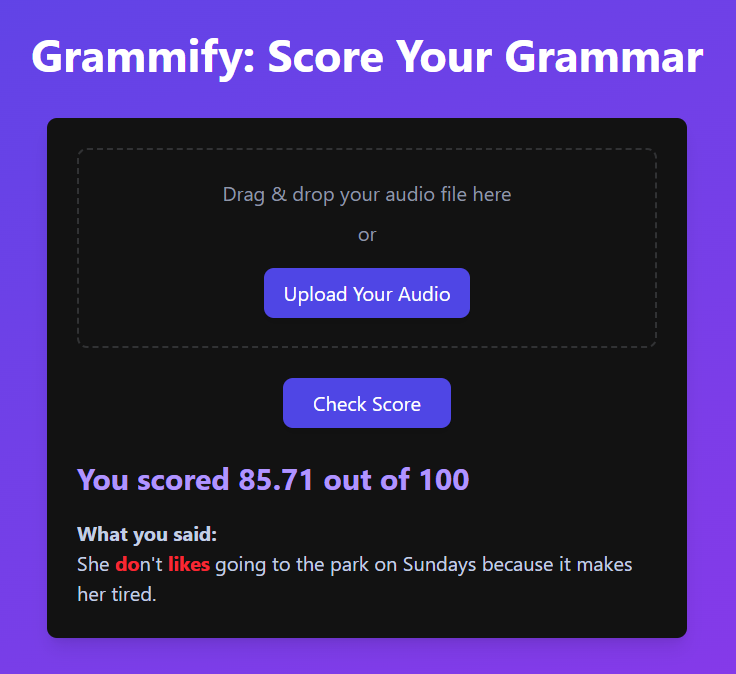 Grammify: Score Your Grammar
Drag & drop your audio file here
or
Upload Your Audio
Check Score
You scored 85.71 out of 100
What you said:
She don't likes going to the park on Sundays because it makes
her tired.